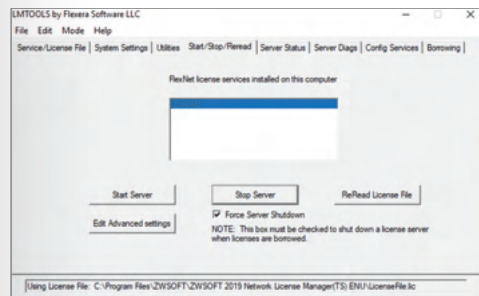 LMTOOLS by Flexera Software LLC
File Edit Mode Help
Service/License File System Settings Utilities Start/Stop/Reread Server Status Server Diags Config Services Borrowing
FlexNet license services installed on this computer
Start Server Stop Server ReRead License File
Edit Advanced settings
Force Server Shutdown
NOTE: This box must be checked to shut down a license server
when licenses are borrowed.
Using License File: C:\Program Files\ZWSOFT\ZWSOFT 2019 Network License Manager(TS) ENU\LicenseFile.lic